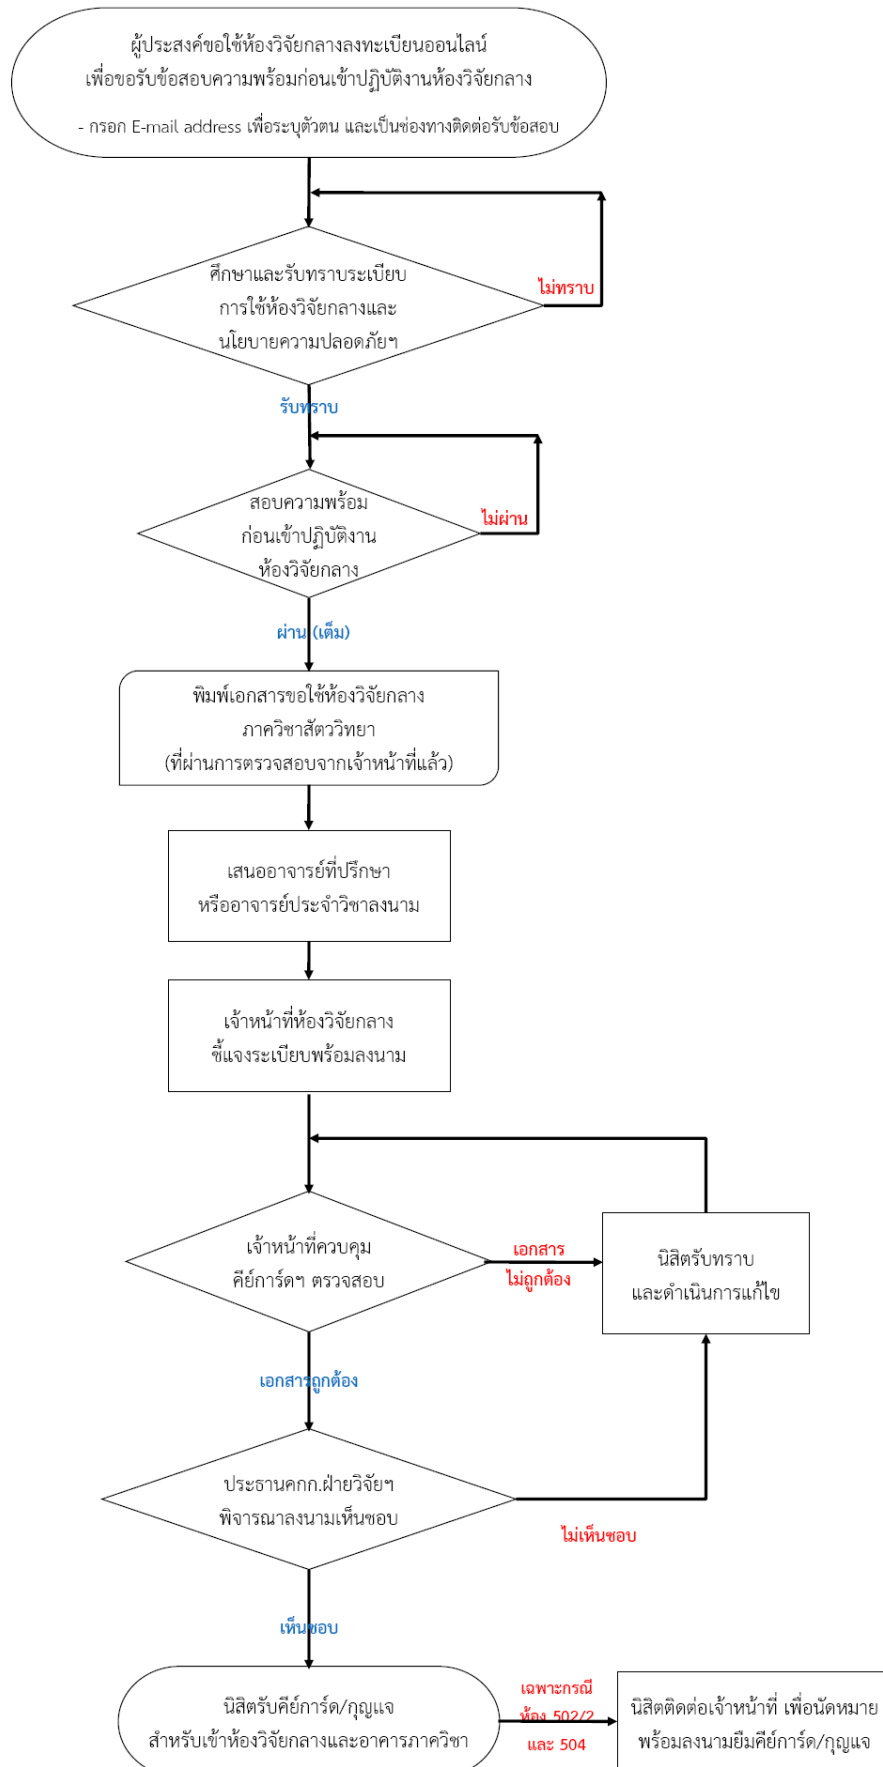 ผู้ประสงค์ขอใช้ห้องวิจัยกลางลงทะเบียนออนไลน์
เพื่อขอรับข้อสอบความพร้อมก่อนเข้าปฏิบัติงานห้องวิจัยกลาง
- กรอก E-mail address เพื่อระบุตัวตน และเป็นช่องทางติดต่อรับข้อสอบ
ศึกษาและรับทราบระเบียบ
การใช้ห้องวิจัยกลางและ
นโยบายความปลอดภัยฯ
ไม่ทราบ
รับทราบ
สอบความพร้อม
ก่อนเข้าปฏิบัติงาน
ห้องวิจัยกลาง
ไม่ผ่าน
ผ่าน (เต็ม)
พิมพ์เอกสารขอใช้ห้องวิจัยกลาง
ภาควิชาสัตววิทยา
(ที่ผ่านการตรวจสอบจากเจ้าหน้าที่แล้ว)
เสนออาจารย์ที่ปรึกษา
หรืออาจารย์ประจำวิชาลงนาม
เจ้าหน้าที่ห้องวิจัยกลาง
ชี้แจงระเบียบพร้อมลงนาม
เจ้าหน้าที่ควบคุม
คีย์การ์ดฯ ตรวจสอบ
เอกสาร
ไม่ถูกต้อง
นิสิตรับทราบ
และดำเนินการแก้ไข
เอกสารถูกต้อง
ประธานคกก.ฝ่ายวิจัยฯ
พิจารณาลงนามเห็นชอบ
ไม่เห็นชอบ
เห็นชอบ
นิสิตรับคีย์การ์ด/กุญแจ
สำหรับเข้าห้องวิจัยกลางและอาคารภาควิชา
เฉพาะกรณี
ห้อง 502/2
และ 504
นิสิตติดต่อเจ้าหน้าที่ เพื่อนัดหมาย
พร้อมลงนามยืมคีย์การ์ด/กุญแจ